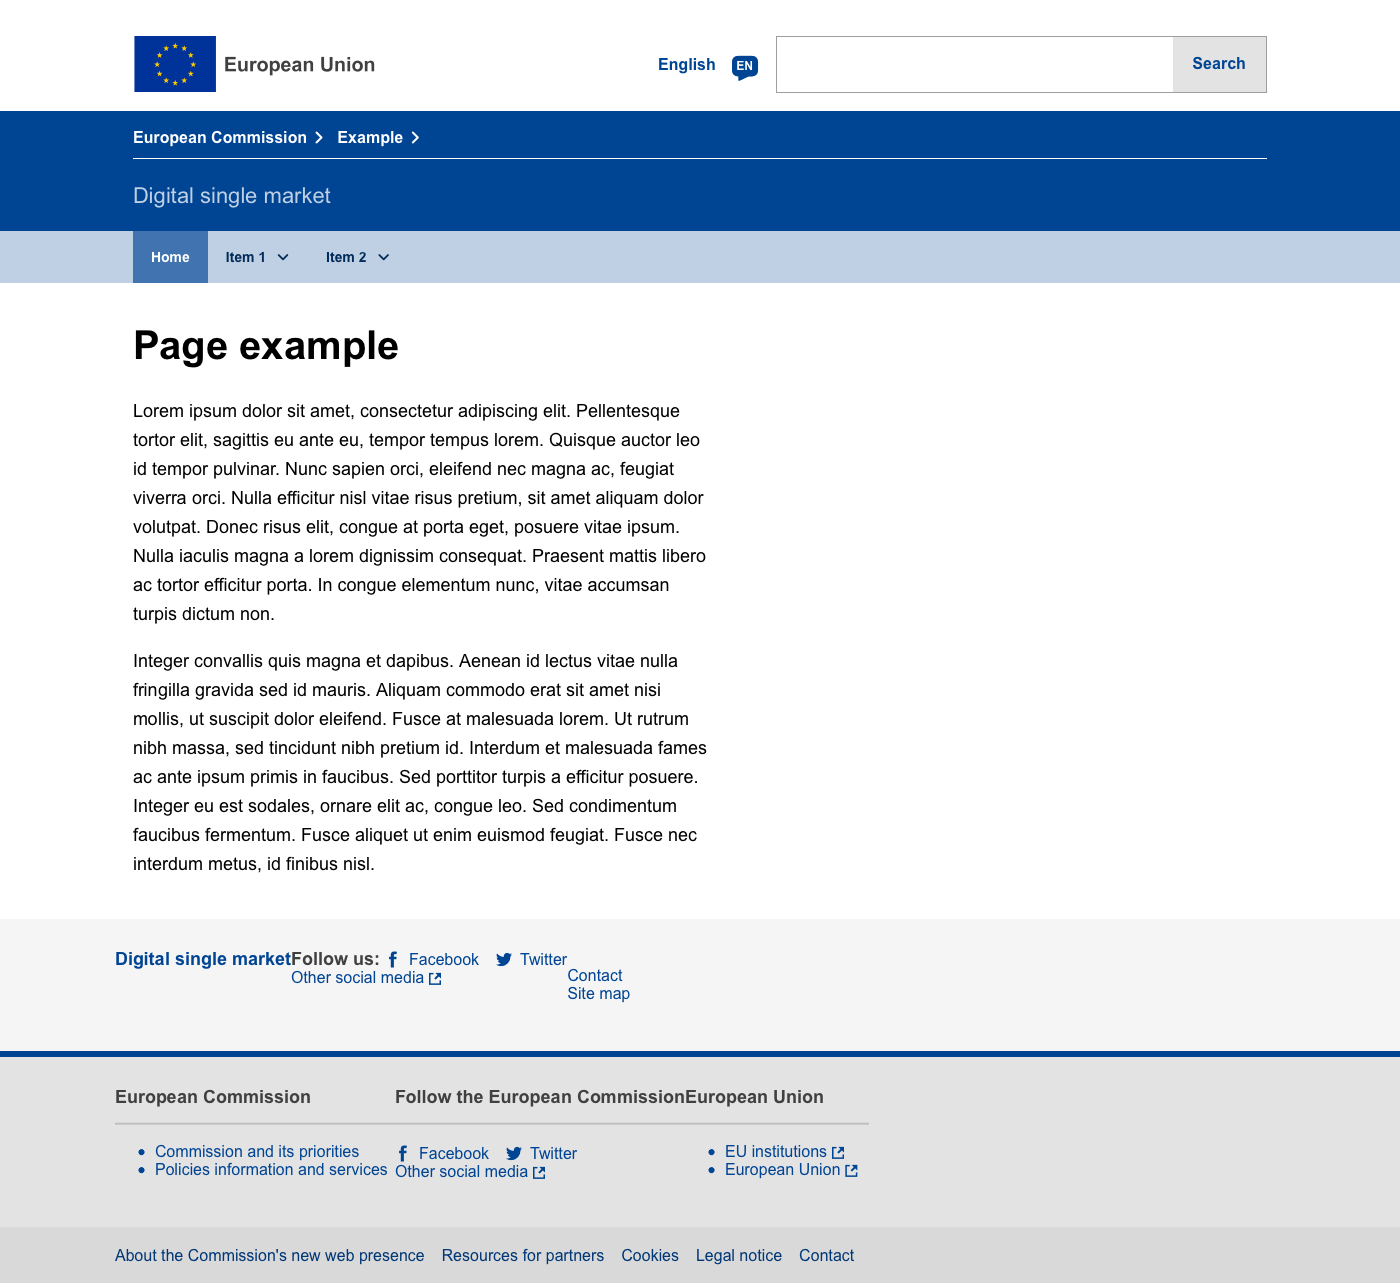 European Union
English EN Search
European Commission Example
Digital single market
Home Item 1 Item 2
Page example
Lorem ipsum dolor sit amet, consectetur adipiscing elit. Pellentesque
tortor elit, sagittis eu ante eu, tempor tempus lorem. Quisque auctor leo
id tempor pulvinar. Nunc sapien orci, eleifend nec magna ac, feugiat
viverra orci. Nulla efficitur nisl vitae risus pretium, sit amet aliquam dolor
volutpat. Donec risus elit, congue at porta eget, posuere vitae ipsum.
Nulla iaculis magna a lorem dignissim consequat. Praesent mattis libero
ac tortor efficitur porta. In congue elementum nunc, vitae accumsan
turpis dictum non.
Integer convallis quis magna et dapibus. Aenean id lectus vitae nulla
fringilla gravida sed id mauris. Aliquam commodo erat sit amet nisi
mollis, ut suscipit dolor eleifend. Fusce at malesuada lorem. Ut rutrum
nibh massa, sed tincidunt nibh pretium id. Interdum et malesuada fames
ac ante ipsum primis in faucibus. Sed porttitor turpis a efficitur posuere.
Integer eu est sodales, ornare elit ac, congue leo. Sed condimentum
faucibus fermentum. Fusce aliquet ut enim euismod feugiat. Fusce nec
interdum metus, id finibus nisl.
Digital single market
Follow us: Facebook Twitter
Other social media
Contact
Site map
European Commission
Commission and its priorities
Policies information and services
Follow the European Commission
Facebook Twitter
Other social media
European Union
EU institutions
European Union
About the Commission's new web presence Resources for partners Cookies Legal notice Contact